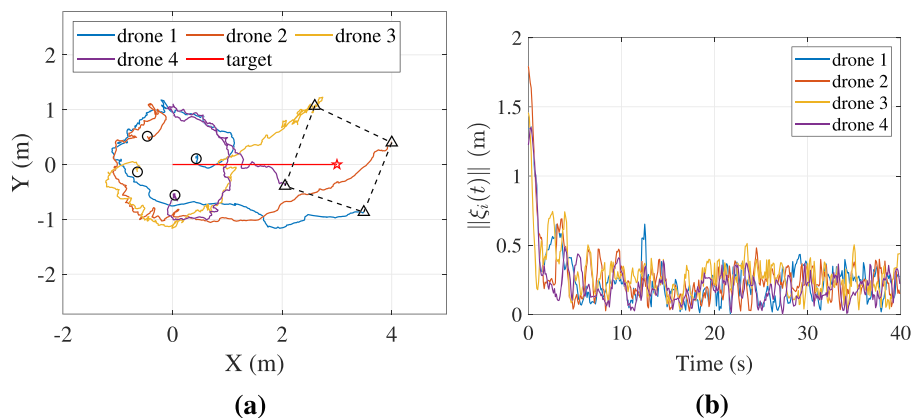 drone 1 drone 2 drone 3
drone 4 target
2
1
0
-1
-2
Y (m)
-2 0 2 4
X (m)
(a)
drone 1
drone 2
drone 3
drone 4
2
1.5
1
0.5
0
||ξᵢ(t)|| (m)
0 10 20 30 40
Time (s)
(b)